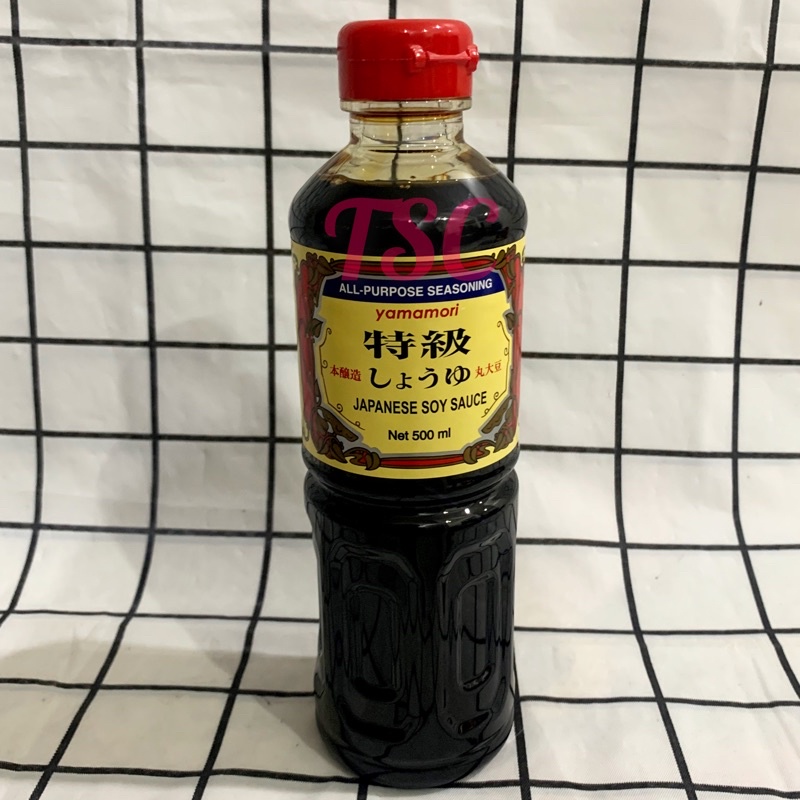 TSC
ALL-PURPOSE SEASONING
yamamori
特級
本醸造 しょうゆ 丸大豆
JAPANESE SOY SAUCE
Net 500 ml